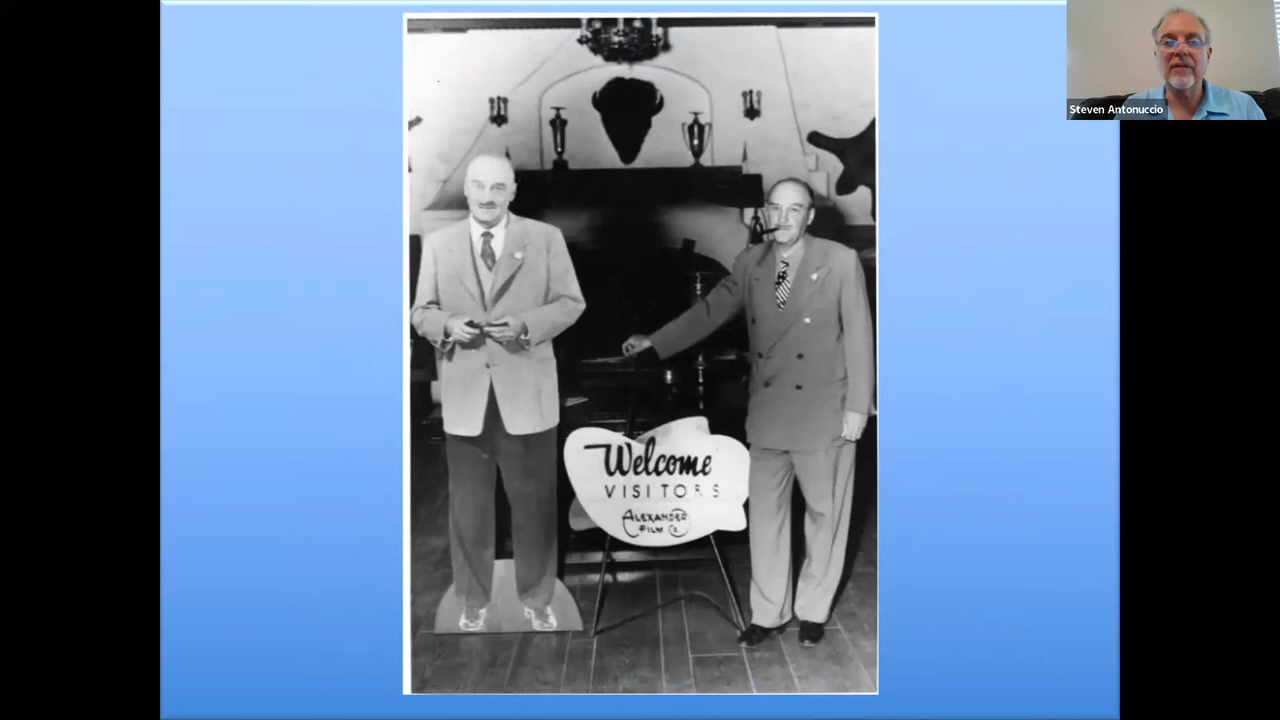 Steven Antonuccio
Welcome
VISITORS
ALEXANDER
FILM Co